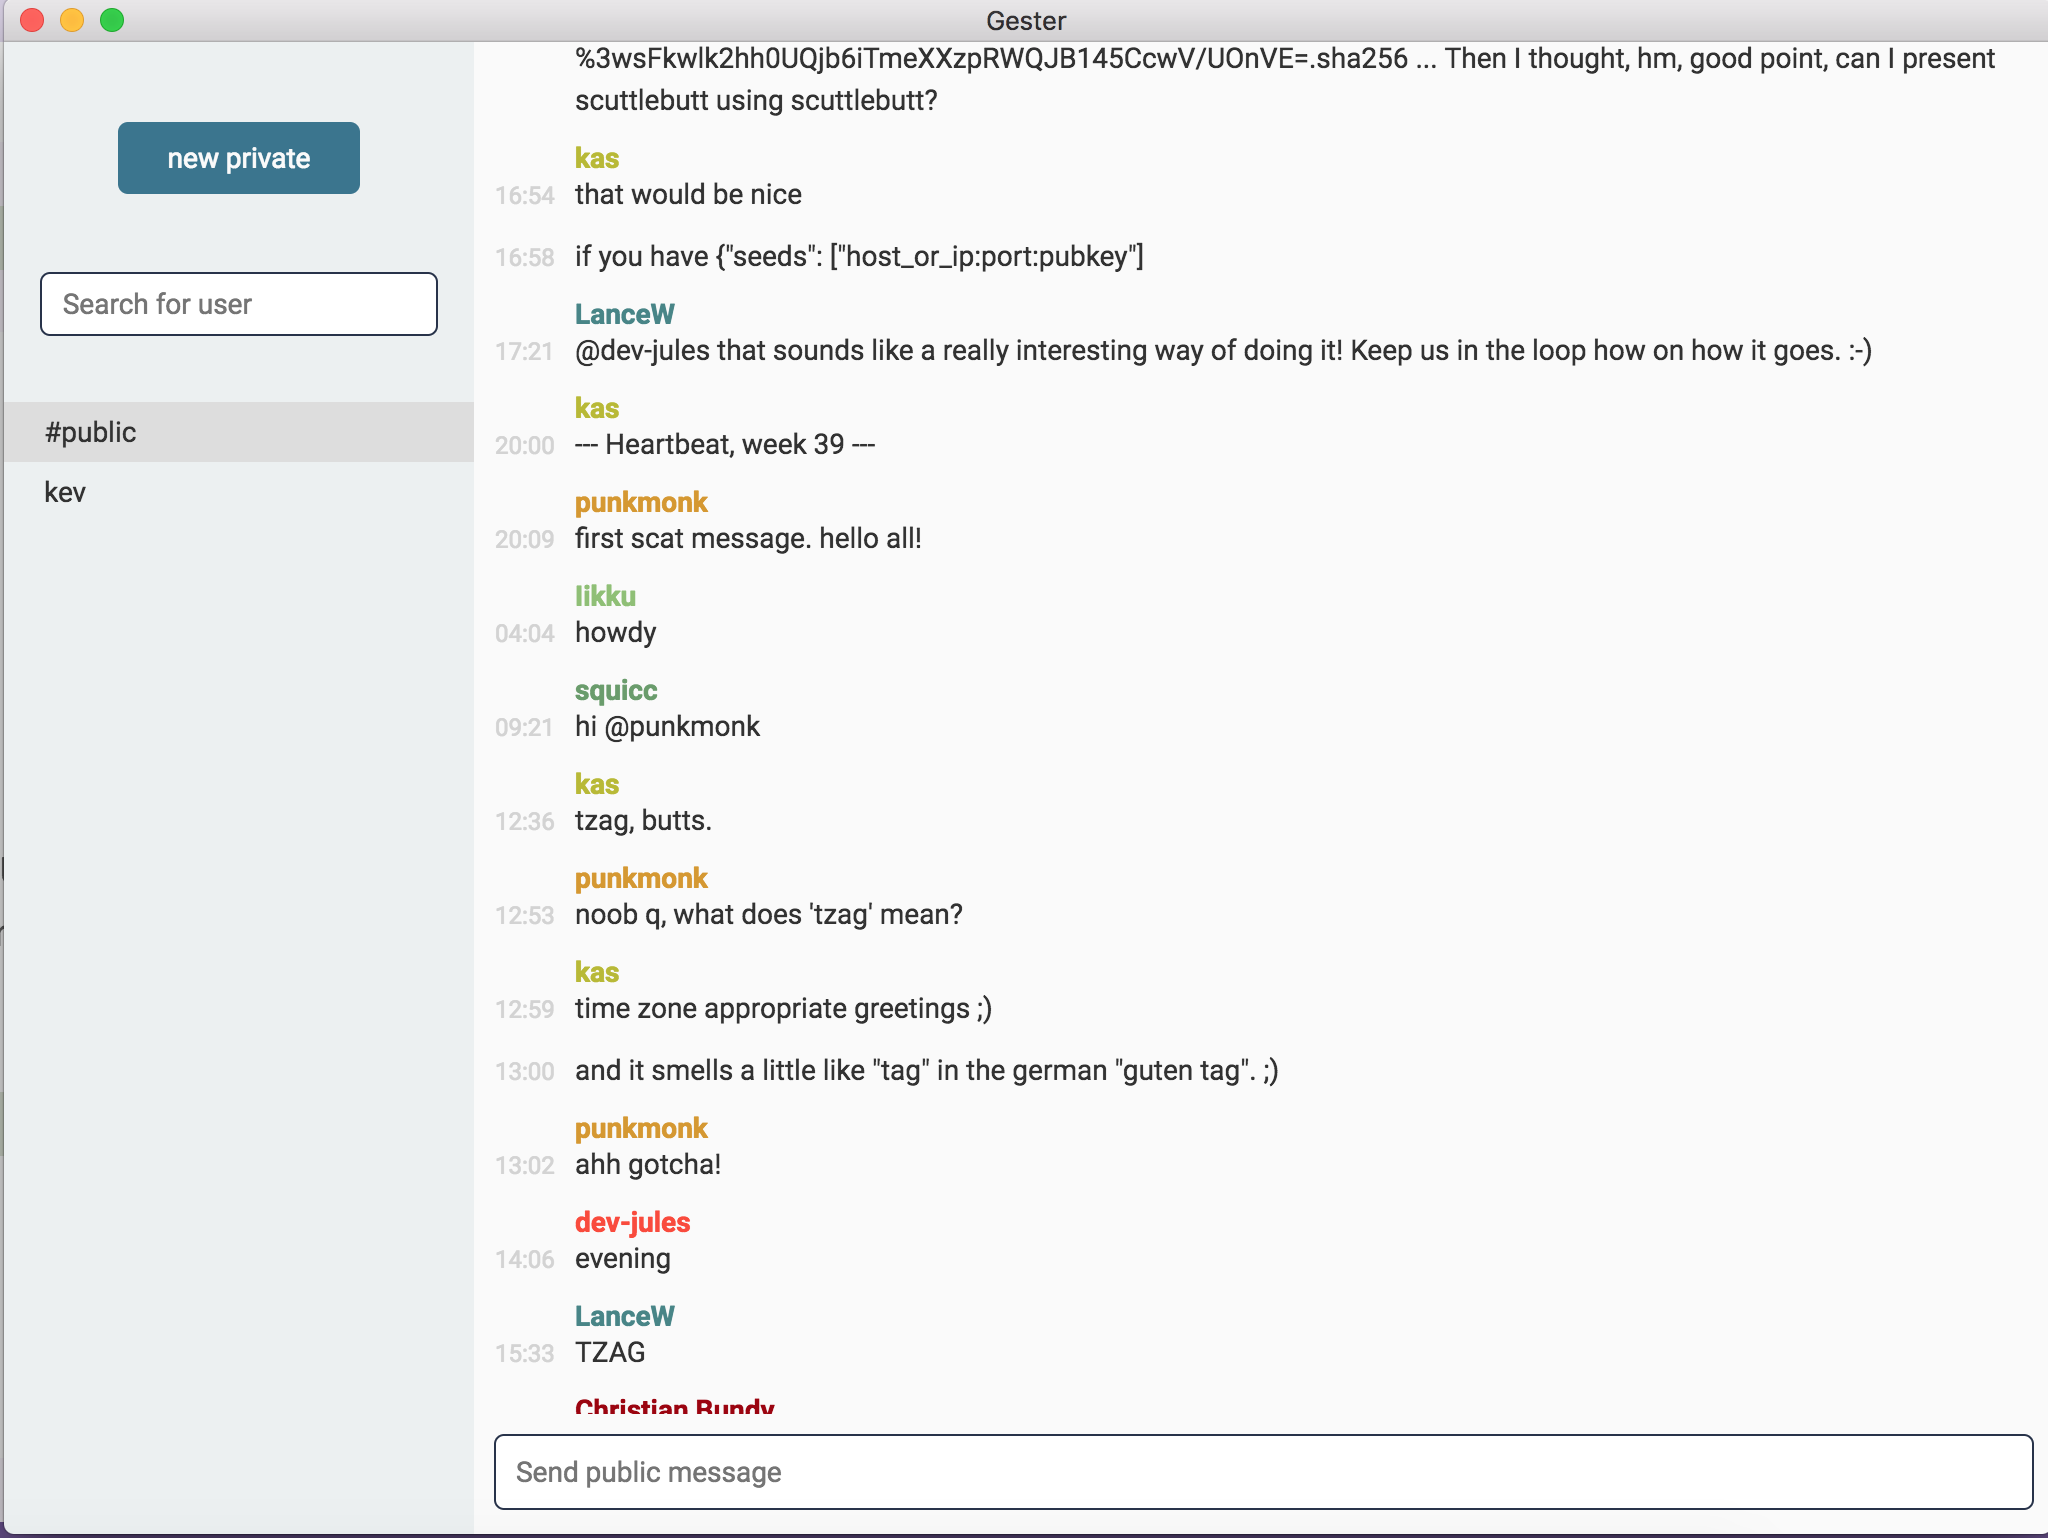 Gester
new private
Search for user
#public
kev
%3wsFkwlk2hh0UQjb6iTmeXXzpRWQJB145CcwV/UOnVE=.sha256 ... Then I thought, hm, good point, can I present
scuttlebutt using scuttlebutt?
kas
16:54 that would be nice
16:58 if you have {"seeds": ["host_or_ip:port:pubkey"]
LanceW
17:21 @dev-jules that sounds like a really interesting way of doing it! Keep us in the loop how on how it goes. :-)
kas
20:00 --- Heartbeat, week 39 ---
punkmonk
20:09 first scat message. hello all!
likku
04:04 howdy
squicc
09:21 hi @punkmonk
kas
12:36 tzag, butts.
punkmonk
12:53 noob q, what does 'tzag' mean?
kas
12:59 time zone appropriate greetings ;)
13:00 and it smells a little like "tag" in the german "guten tag". ;)
punkmonk
13:02 ahh gotcha!
dev-jules
14:06 evening
LanceW
15:33 TZAG
Christian Bundy
Send public message